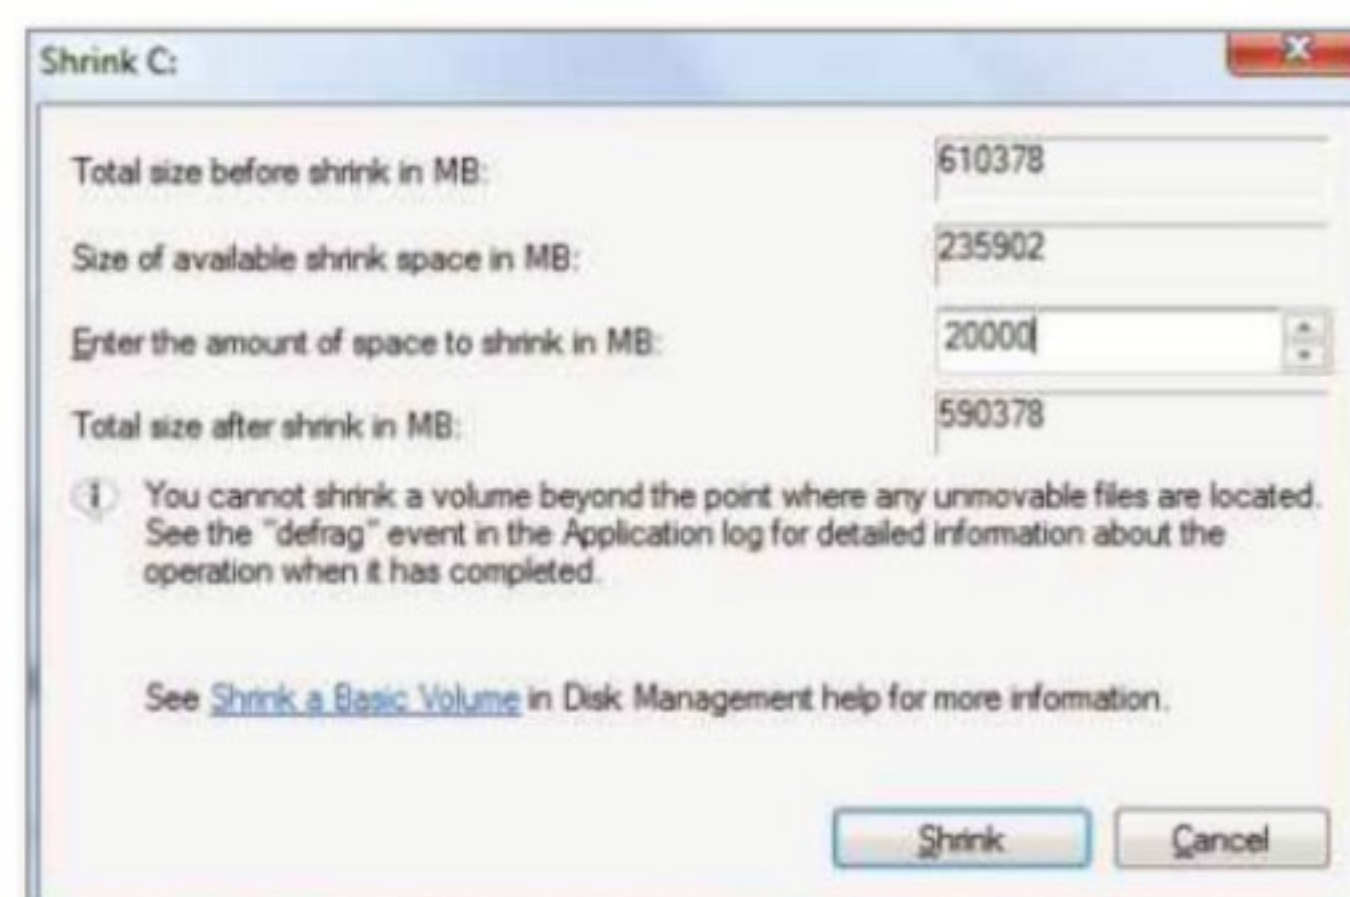 Shrink C:
Total size before shrink in MB: 610378
Size of available shrink space in MB: 235902
Enter the amount of space to shrink in MB: 20000
Total size after shrink in MB: 590378
You cannot shrink a volume beyond the point where any unmovable files are located.
See the "defrag" event in the Application log for detailed information about the
operation when it has completed.
See Shrink a Basic Volume in Disk Management help for more information.
Shrink Cancel